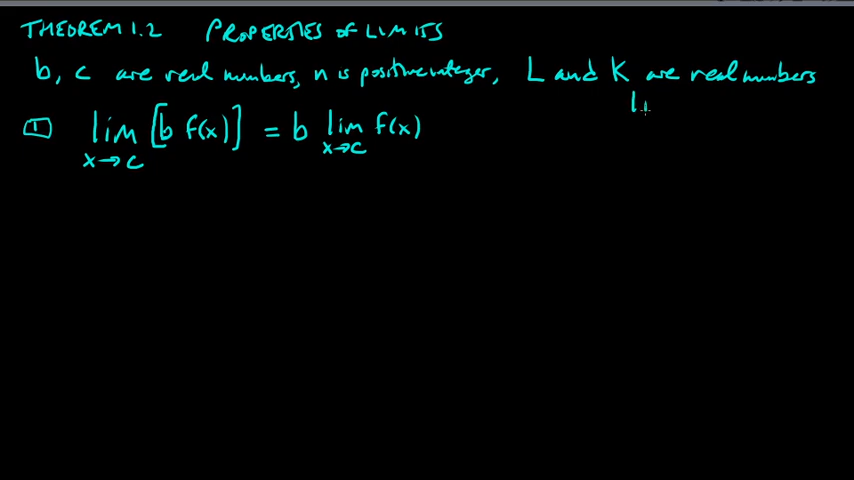 THEOREM 1.2 PROPERTIES OF LIMITS
b, c are real numbers, n is positive integer, L and K are real numbers
1 lim x→c [b f(x)] = b lim x→c f(x)